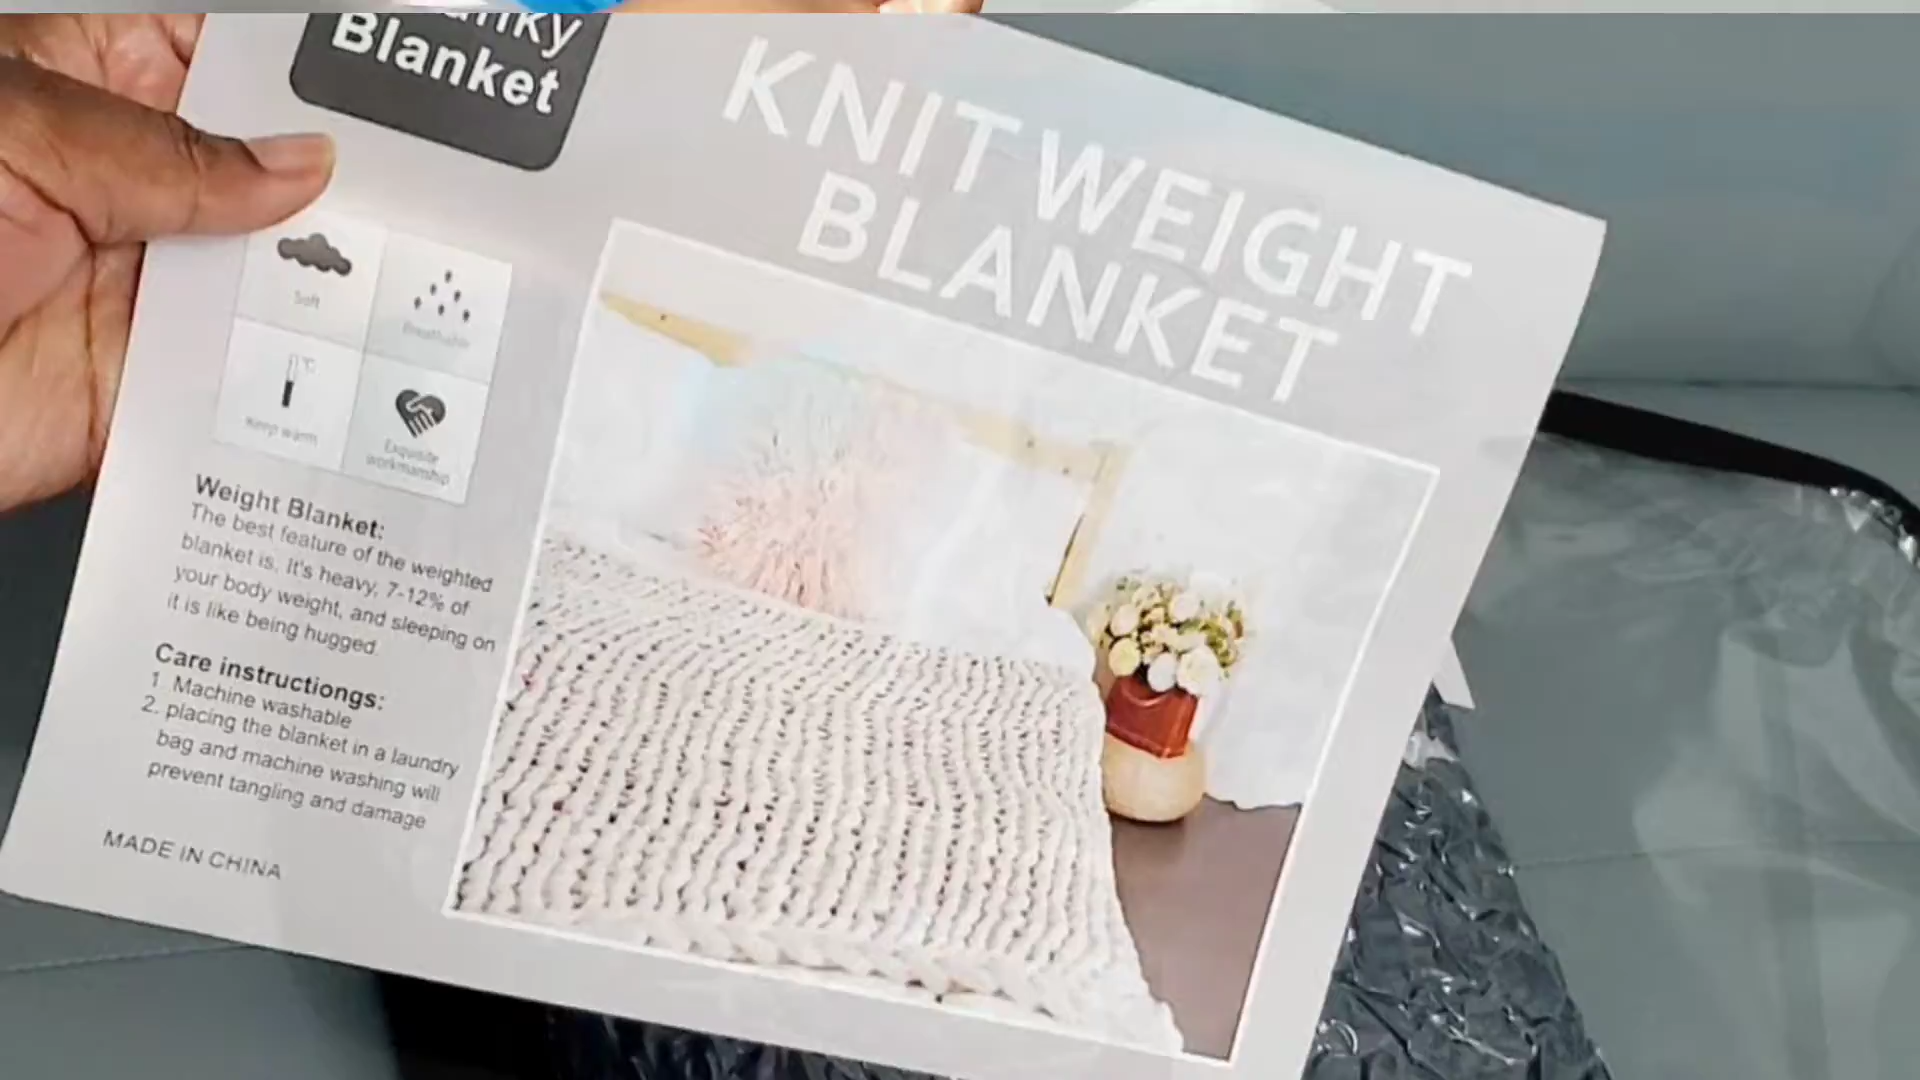 Blanket
KNIT WEIGHT
BLANKET
Soft
Breathable
°C
Keep warm
Exquisite
workmanship
Weight Blanket:
The best feature of the weighted
blanket is. It's heavy, 7-12% of
your body weight, and sleeping on
it is like being hugged.
Care instructiongs:
1. Machine washable
2. placing the blanket in a laundry
bag and machine washing will
prevent tangling and damage
MADE IN CHINA